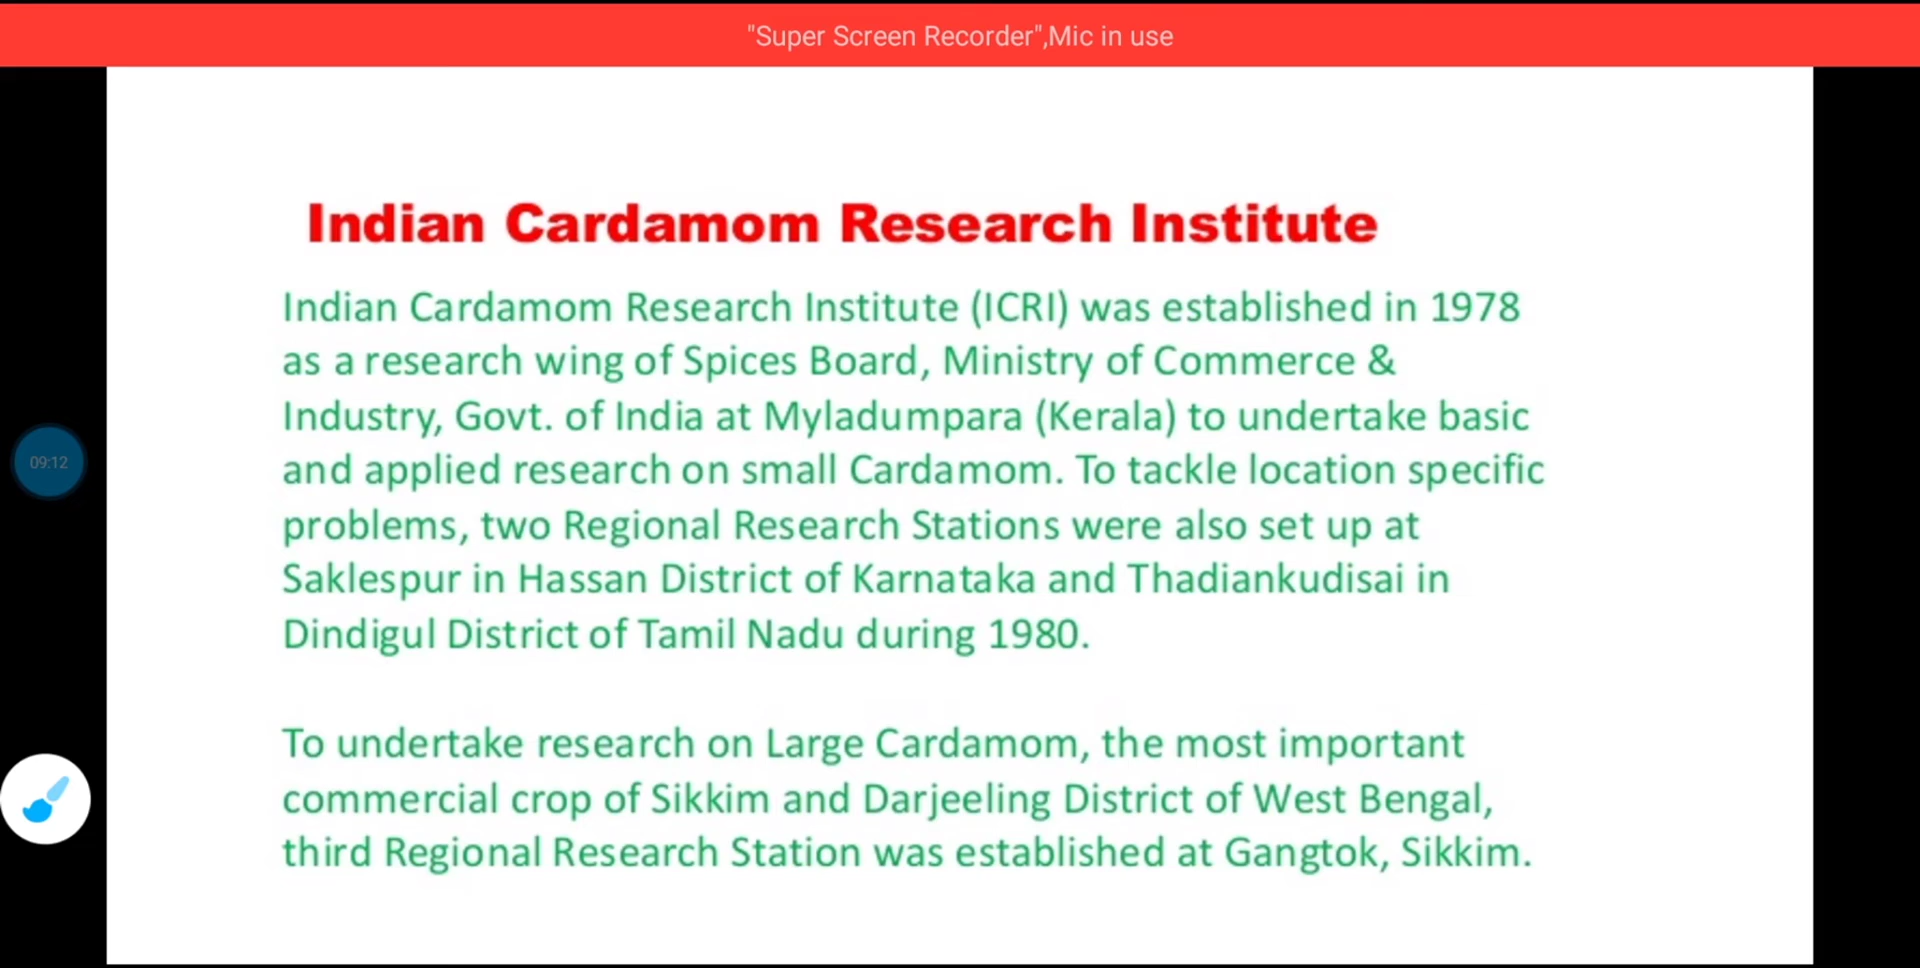 "Super Screen Recorder",Mic in use
Indian Cardamom Research Institute
Indian Cardamom Research Institute (ICRI) was established in 1978
as a research wing of Spices Board, Ministry of Commerce &
Industry, Govt. of India at Myladumpara (Kerala) to undertake basic
and applied research on small Cardamom. To tackle location specific
problems, two Regional Research Stations were also set up at
Saklespur in Hassan District of Karnataka and Thadiankudisai in
Dindigul District of Tamil Nadu during 1980.
To undertake research on Large Cardamom, the most important
commercial crop of Sikkim and Darjeeling District of West Bengal,
third Regional Research Station was established at Gangtok, Sikkim.
09:12